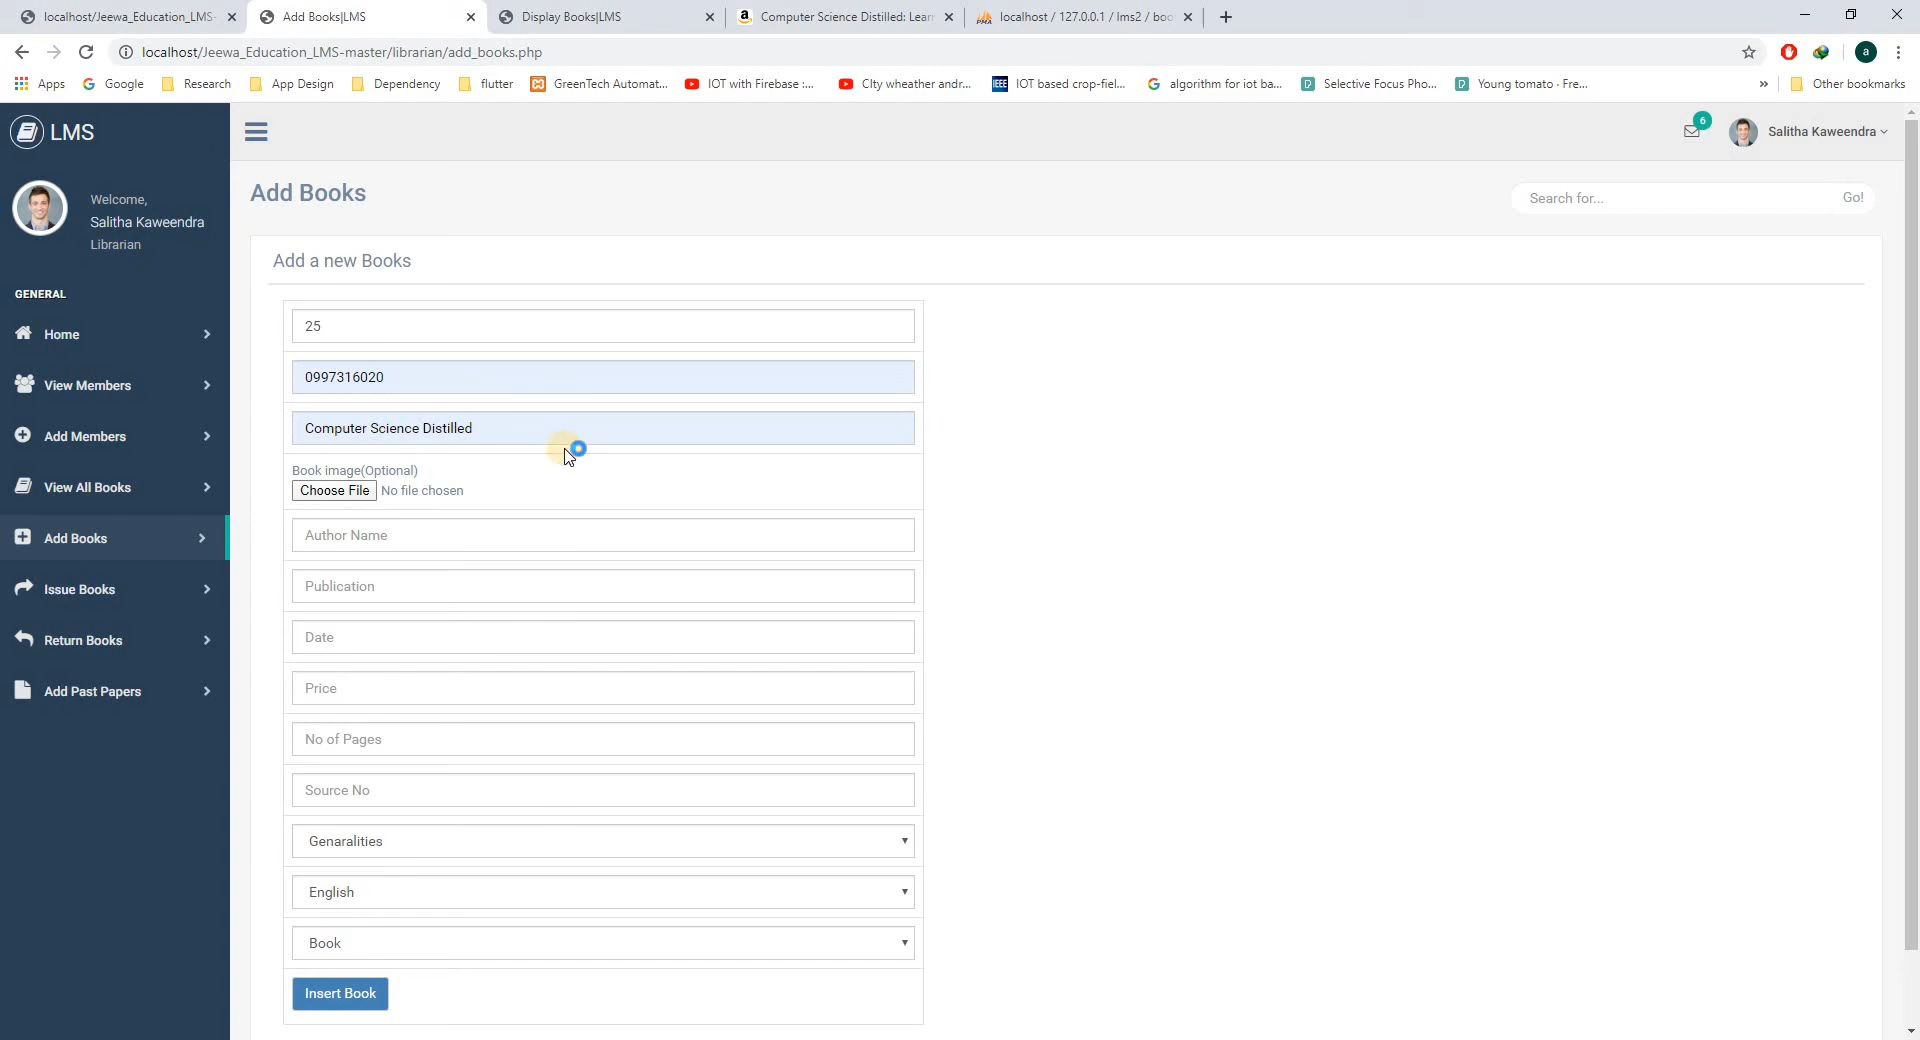 localhost/Jeewa_Education_LMS-
Add Books|LMS
Display Books|LMS
Computer Science Distilled: Lear
localhost / 127.0.0.1 / lms2 / boo
localhost/Jeewa_Education_LMS-master/librarian/add_books.php
a
Apps
Google
Research
App Design
Dependency
flutter
GreenTech Automat...
IOT with Firebase :...
CIty wheather andr...
IEEE
IOT based crop-fiel...
algorithm for iot ba...
Selective Focus Pho...
Young tomato · Fre...
»
Other bookmarks
LMS
6
Salitha Kaweendra
Welcome,
Salitha Kaweendra
Librarian
Add Books
Search for...
Go!
GENERAL
Home
View Members
Add Members
View All Books
Add Books
Issue Books
Return Books
Add Past Papers
Add a new Books
25
0997316020
Computer Science Distilled
Book image(Optional)
Choose File No file chosen
Author Name
Publication
Date
Price
No of Pages
Source No
Genaralities
English
Book
Insert Book